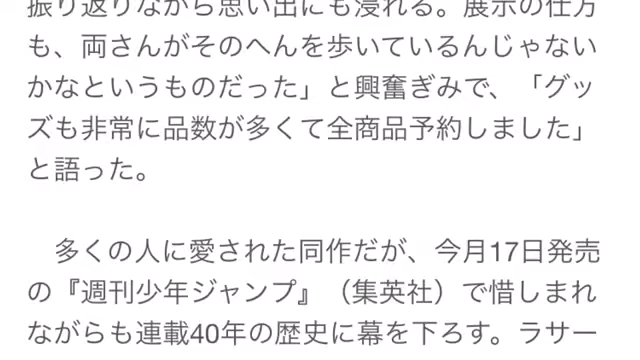 振り返りながら思い出にも浸れる。展示の仕方
も、両さんがそのへんを歩いているんじゃない
かなというものだった」と興奮ぎみで、「グッ
ズも非常に品数が多くて全商品予約しました」
と語った。
多くの人に愛された同作だが、今月17日発売
の『週刊少年ジャンプ』（集英社）で惜しまれ
ながらも連載40年の歴史に幕を下ろす。ラサー